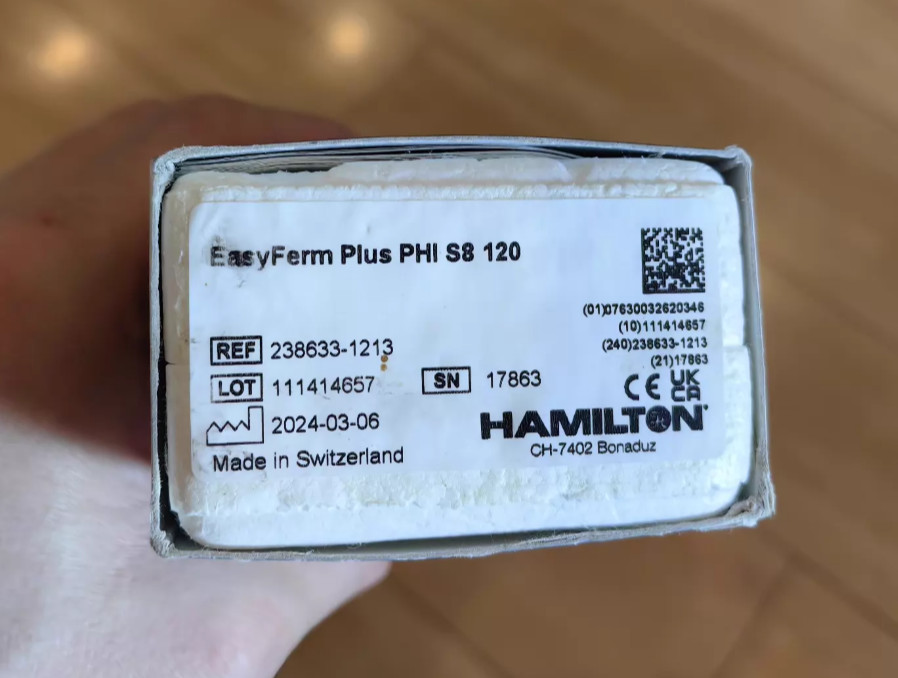 EasyFerm Plus PHI S8 120
(01)07630032620346
(10)111414657
(240)238633-1213
(21)17863
REF 238633-1213
LOT 111414657
SN 17863
2024-03-06
Made in Switzerland
CE UK CA
HAMILTON
CH-7402 Bonaduz